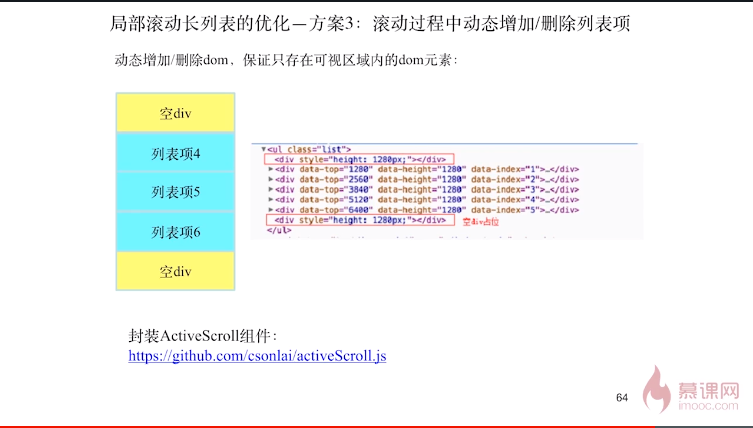 局部滚动长列表的优化—方案3：滚动过程中动态增加/删除列表项
动态增加/删除dom，保证只存在可视区域内的dom元素：
空div
列表项4
列表项5
列表项6
空div
▼<ul class="list">
<div style="height: 1280px;"></div>
▶<div data-top="1280" data-height="1280" data-index="1">…</div>
▶<div data-top="2560" data-height="1280" data-index="2">…</div>
▶<div data-top="3840" data-height="1280" data-index="3">…</div>
▶<div data-top="5120" data-height="1280" data-index="4">…</div>
▶<div data-top="6400" data-height="1280" data-index="5">…</div>
<div style="height: 1280px;"></div> 空div占位
</ul>
封装ActiveScroll组件：
https://github.com/csonlai/activeScroll.js
64
慕课网
imooc.com